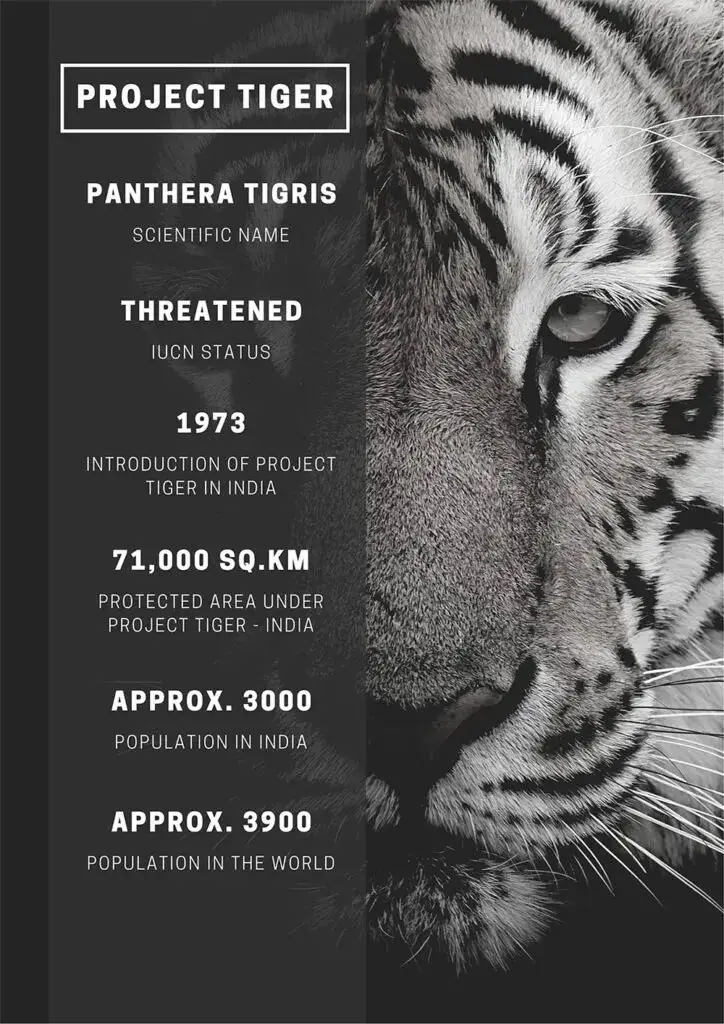 PROJECT TIGER
PANTHERA TIGRIS
SCIENTIFIC NAME
THREATENED
IUCN STATUS
1973
INTRODUCTION OF PROJECT
TIGER IN INDIA
71,000 SQ.KM
PROTECTED AREA UNDER
PROJECT TIGER - INDIA
APPROX. 3000
POPULATION IN INDIA
APPROX. 3900
POPULATION IN THE WORLD